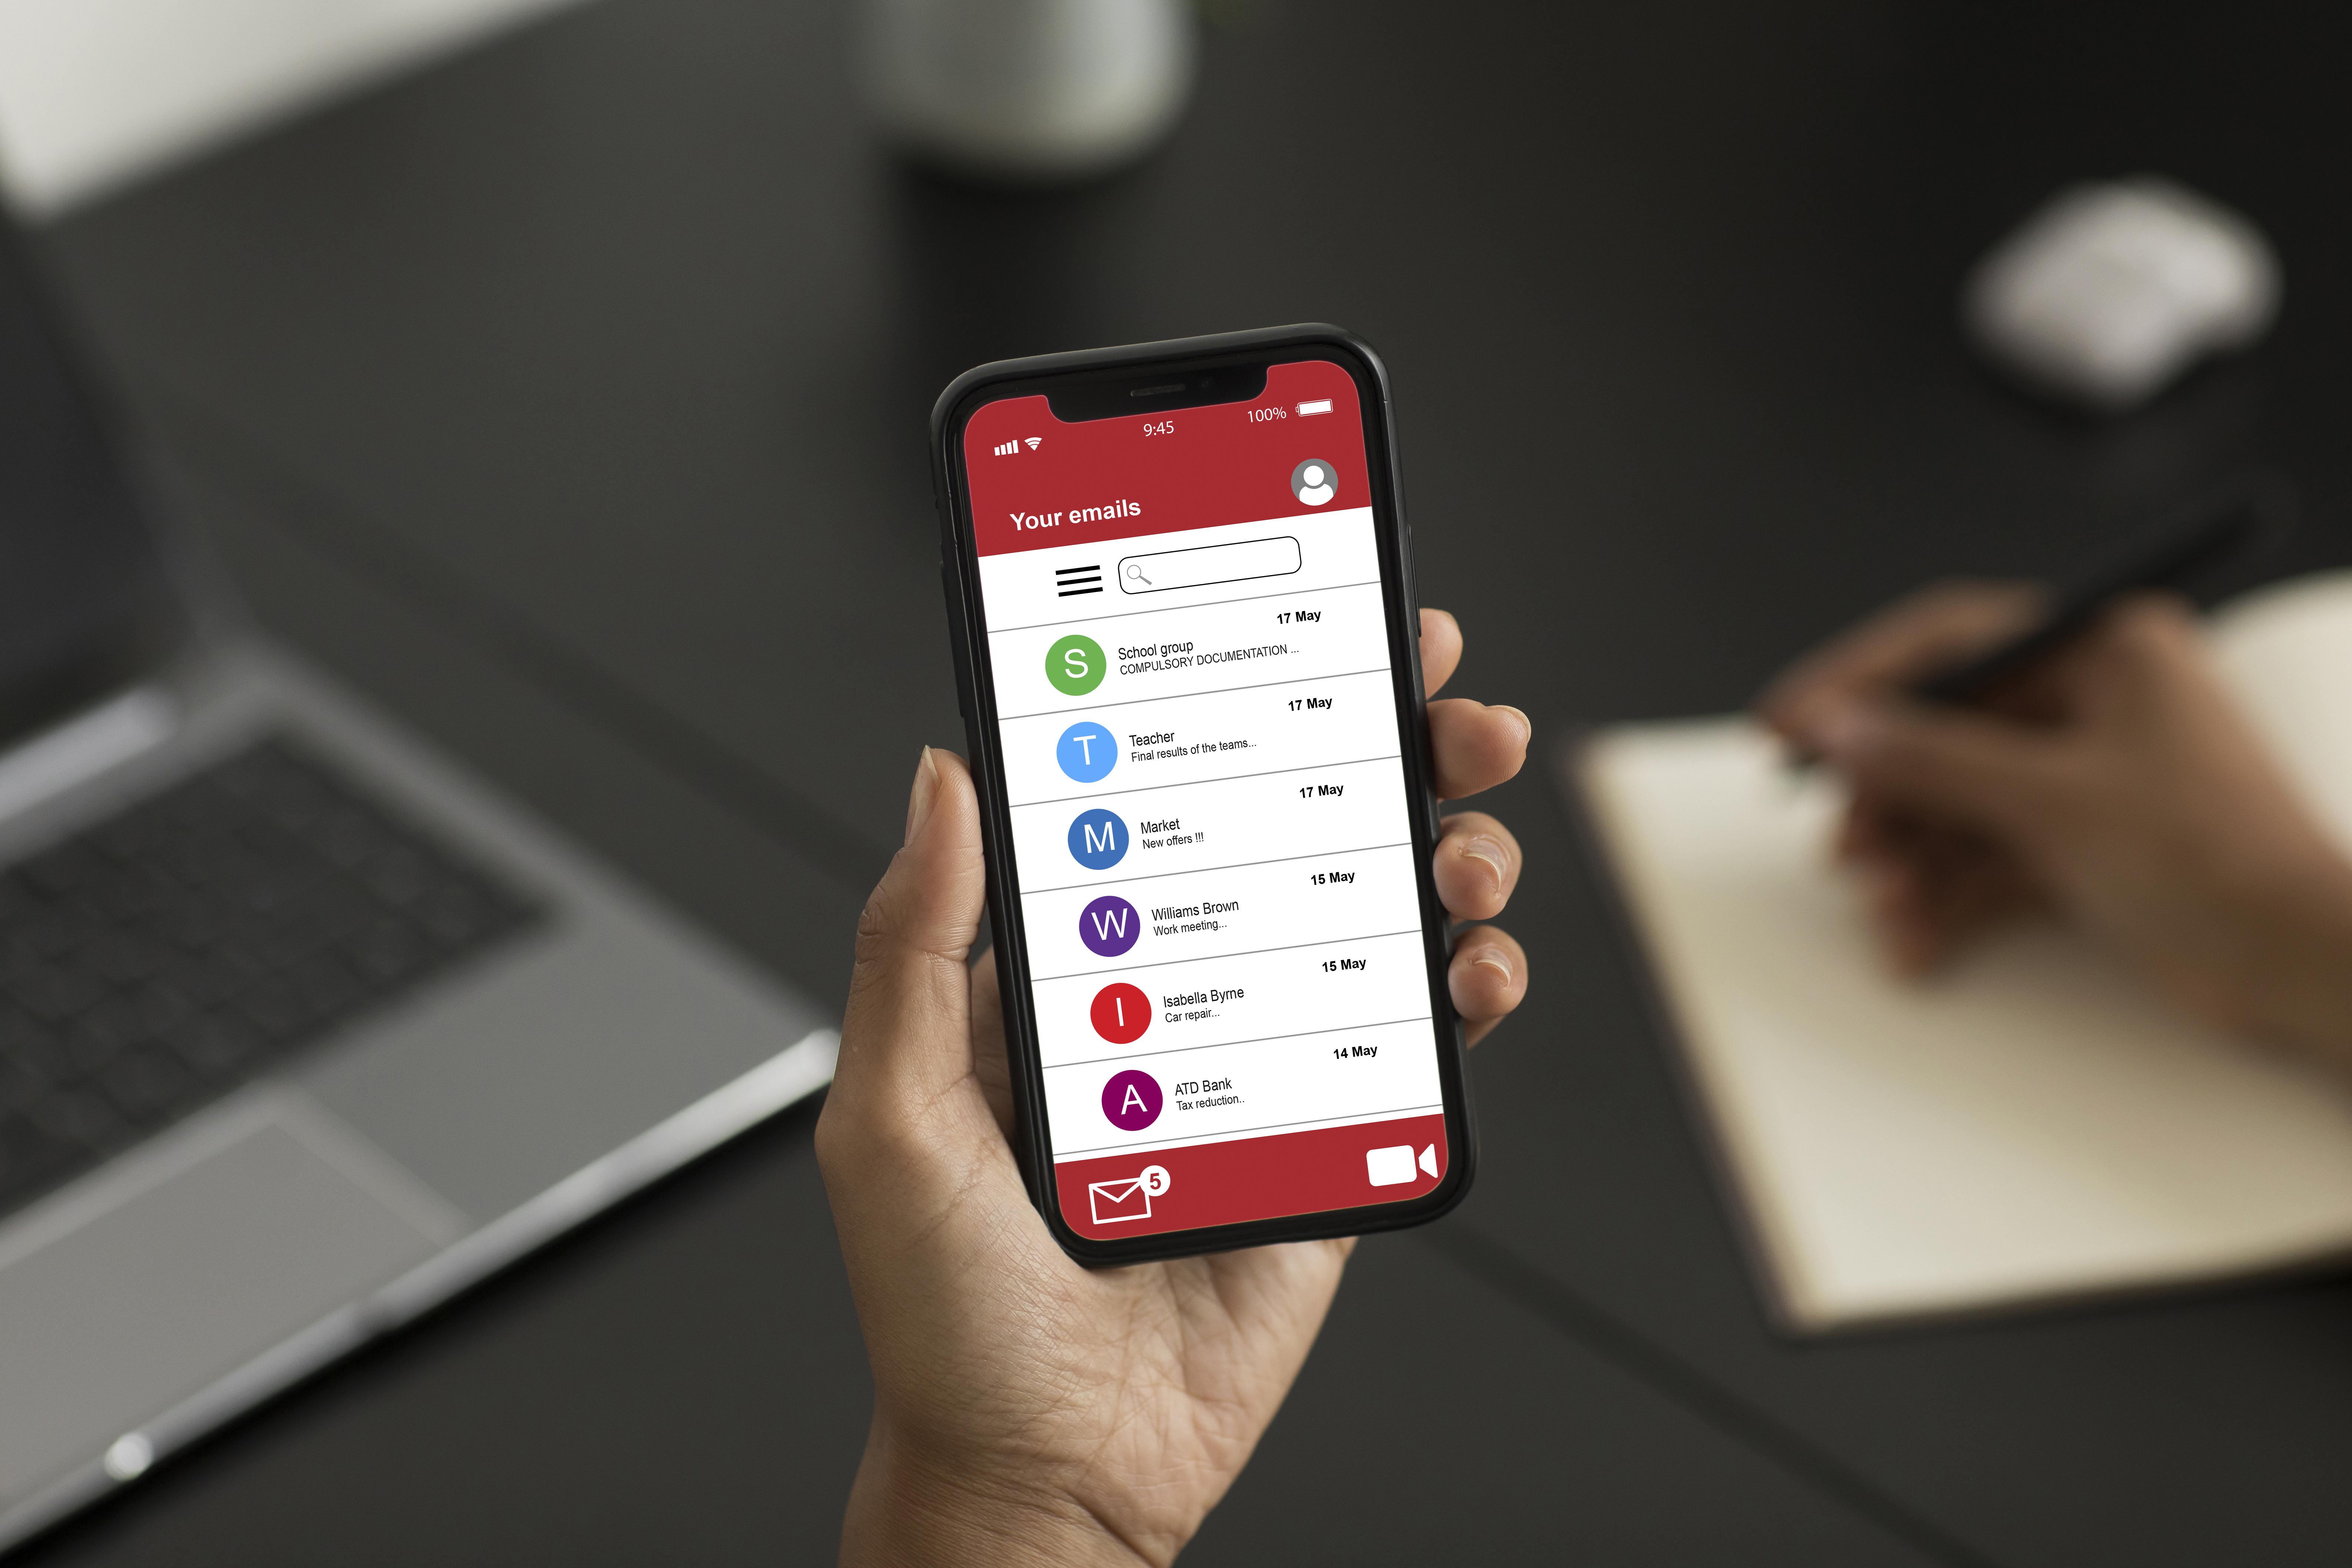 9:45
100%
Your emails
17 May
S
School group
COMPULSORY DOCUMENTATION ...
17 May
T
Teacher
Final results of the teams...
17 May
M
Market
New offers !!!
15 May
W
Williams Brown
Work meeting...
15 May
I
Isabella Byrne
Car repair...
14 May
A
ATD Bank
Tax reduction..
5